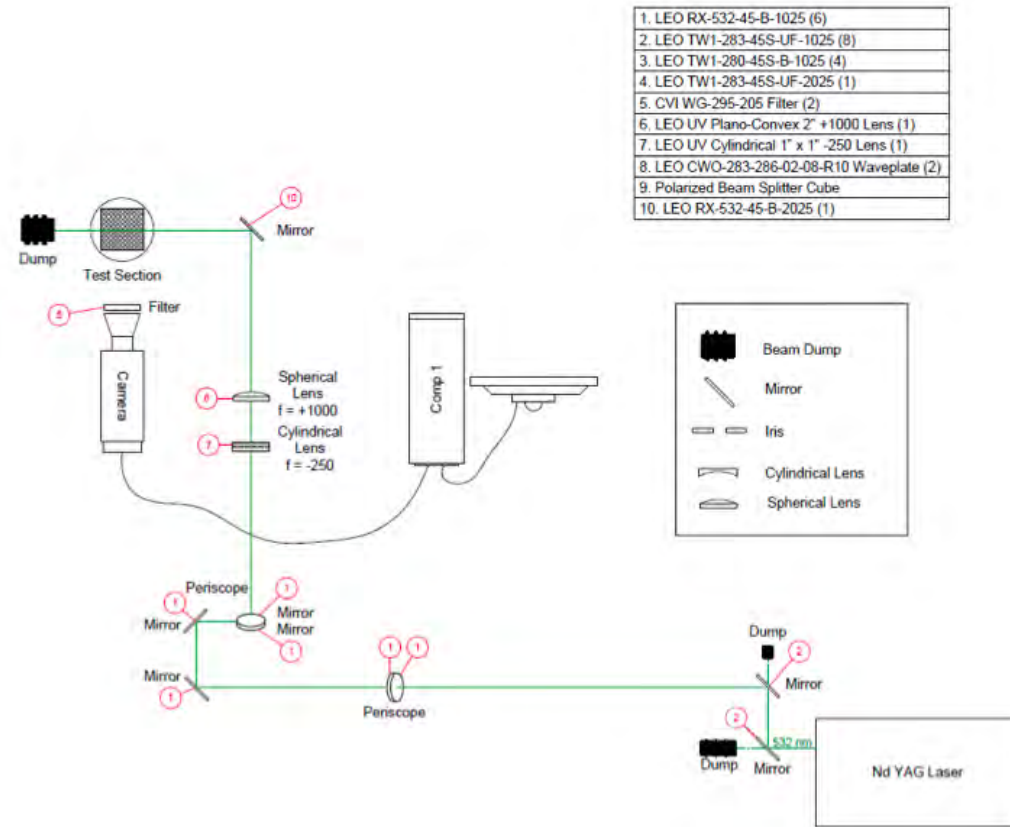 1. LEO RX-532-45-B-1025 (6)
2. LEO TW1-283-45S-UF-1025 (8)
3. LEO TW1-280-45S-B-1025 (4)
4. LEO TW1-283-45S-UF-2025 (1)
5. CVI WG-295-205 Filter (2)
6. LEO UV Plano-Convex 2" +1000 Lens (1)
7. LEO UV Cylindrical 1" x 1" -250 Lens (1)
8. LEO CWO-283-286-02-08-R10 Waveplate (2)
9. Polarized Beam Splitter Cube
10. LEO RX-532-45-B-2025 (1)
10
Mirror
Dump
Test Section
5
Filter
Camera
6
Spherical
Lens
f = +1000
7
Cylindrical
Lens
f = -250
Comp 1
Beam Dump
Mirror
Iris
Cylindrical Lens
Spherical Lens
Periscope
1
1
Mirror
Mirror
Mirror
1
Mirror
1
1
1
Periscope
Dump
2
Mirror
2
532 nm
Dump
Mirror
Nd YAG Laser